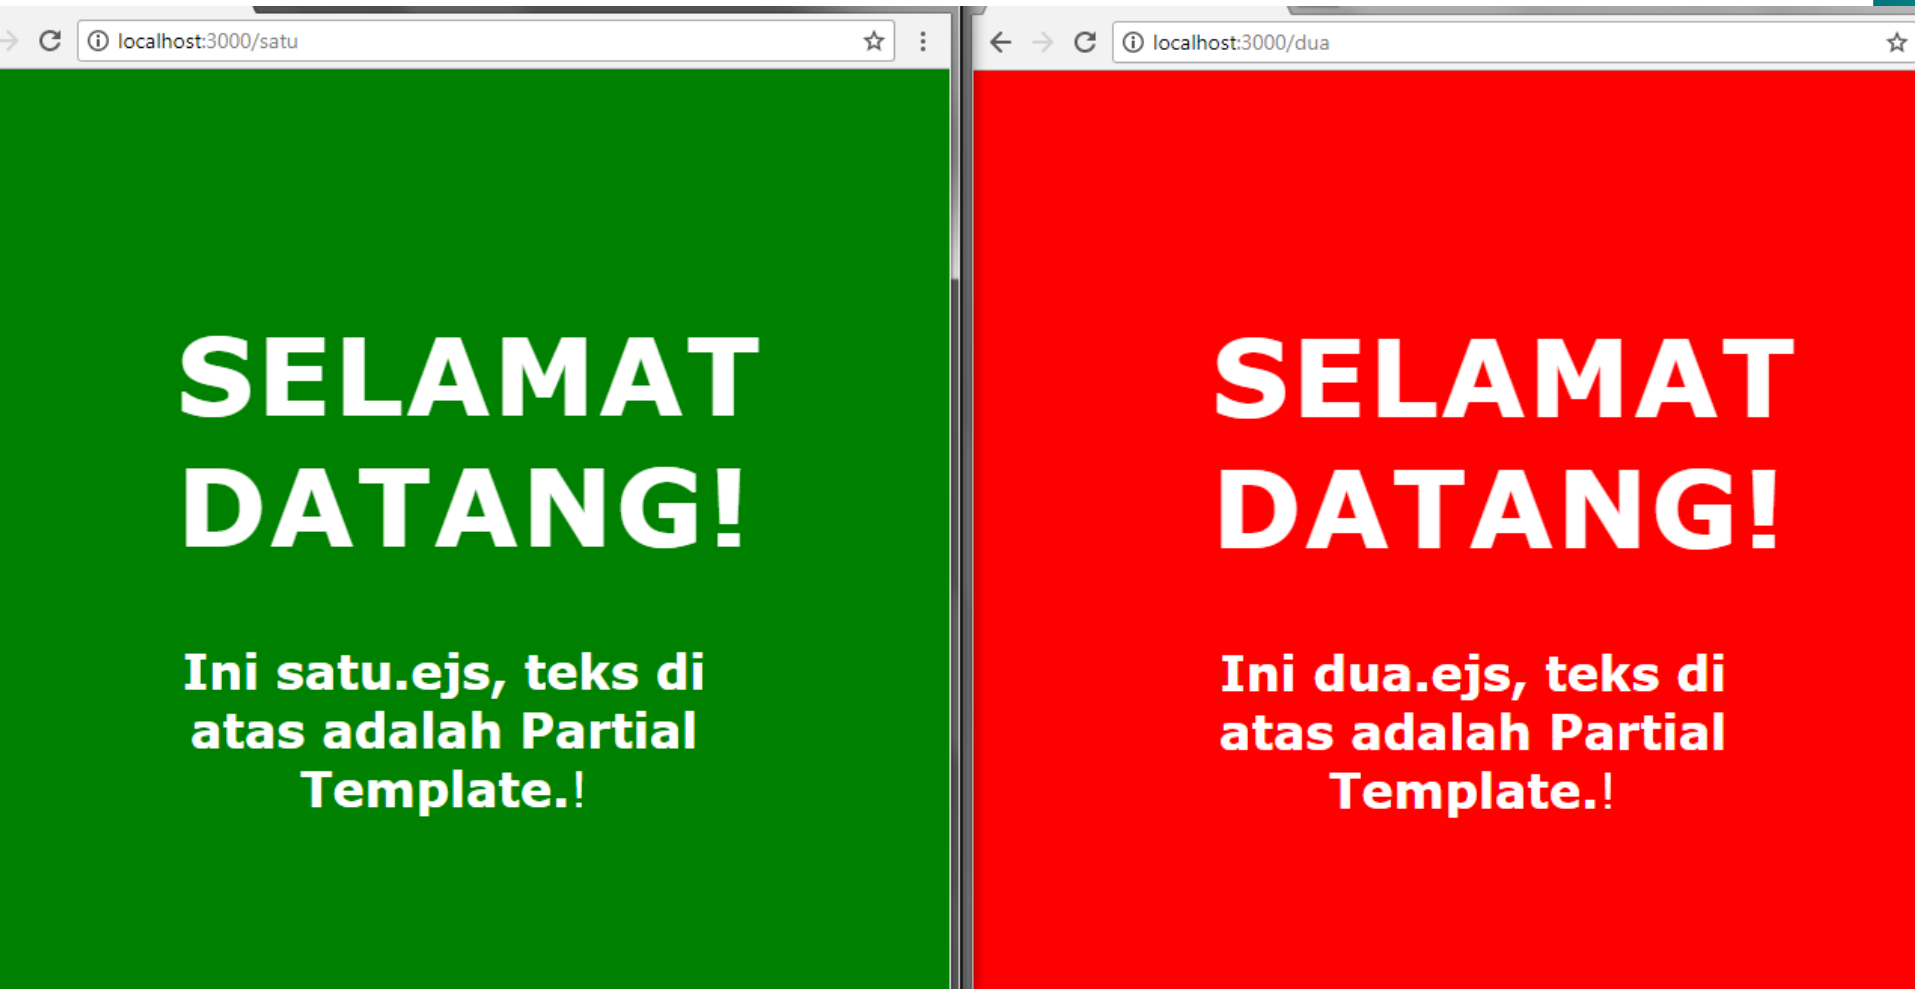 localhost:3000/satu
SELAMAT
DATANG!
Ini satu.ejs, teks di
atas adalah Partial
Template.!
localhost:3000/dua
SELAMAT
DATANG!
Ini dua.ejs, teks di
atas adalah Partial
Template.!